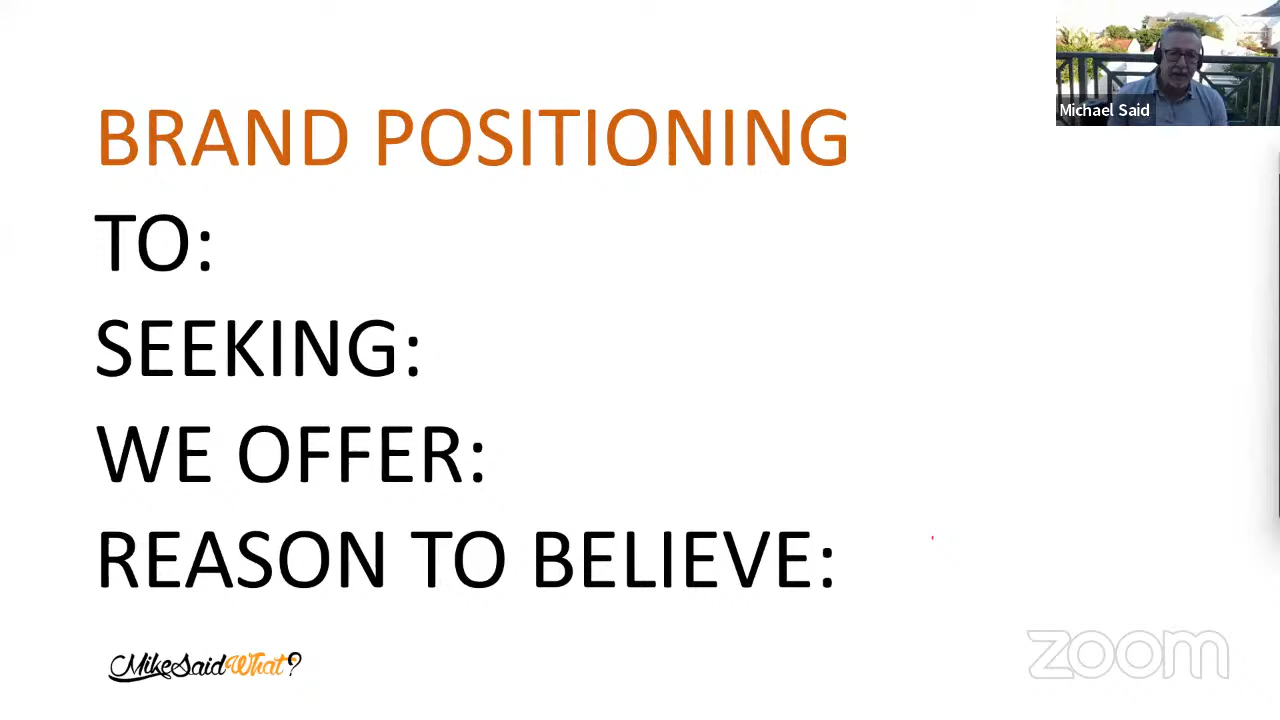 Michael Said
BRAND POSITIONING
TO:
SEEKING:
WE OFFER:
REASON TO BELIEVE:
MikeSaidWhat?
zoom